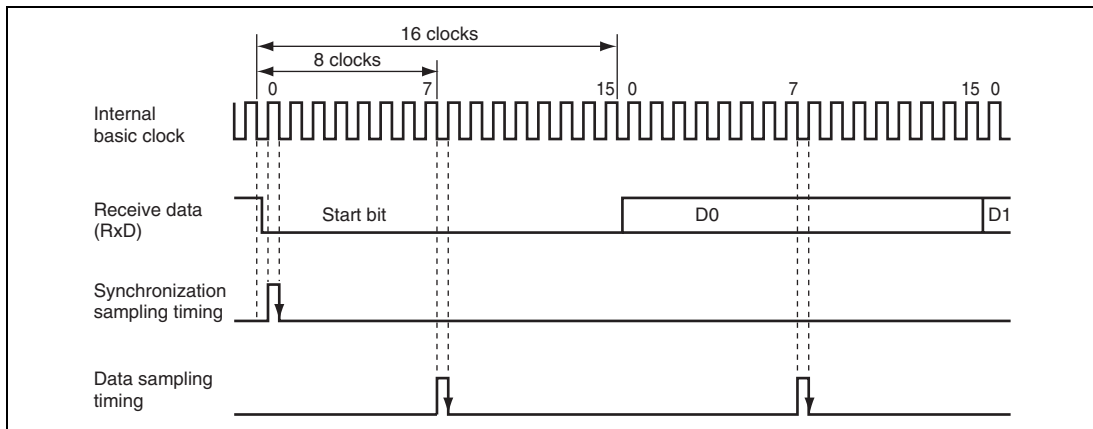 16 clocks
8 clocks
0 7 15 0 7 15 0
Internal
basic clock
Receive data
(RxD)
Start bit D0 D1
Synchronization
sampling timing
Data sampling
timing